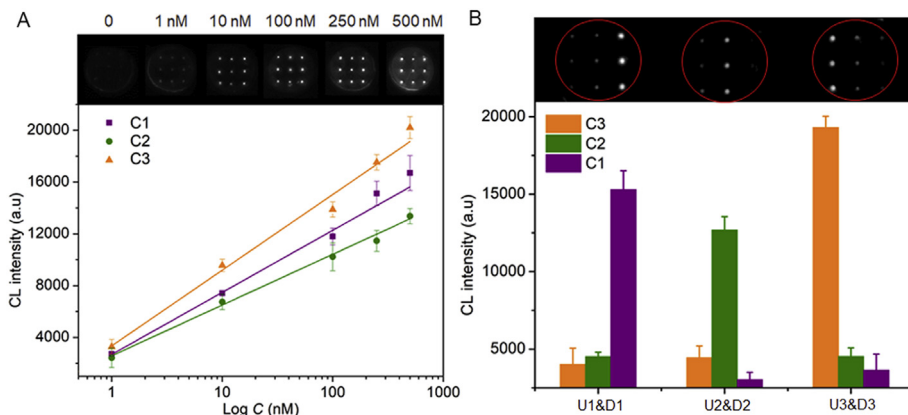 A
0 1 nM 10 nM 100 nM 250 nM 500 nM
20000
16000
12000
8000
4000
CL intensity (a.u)
C1
C2
C3
1 10 100 1000
Log C (nM)
B
20000
15000
10000
5000
CL intensity (a.u)
C3
C2
C1
U1&D1 U2&D2 U3&D3